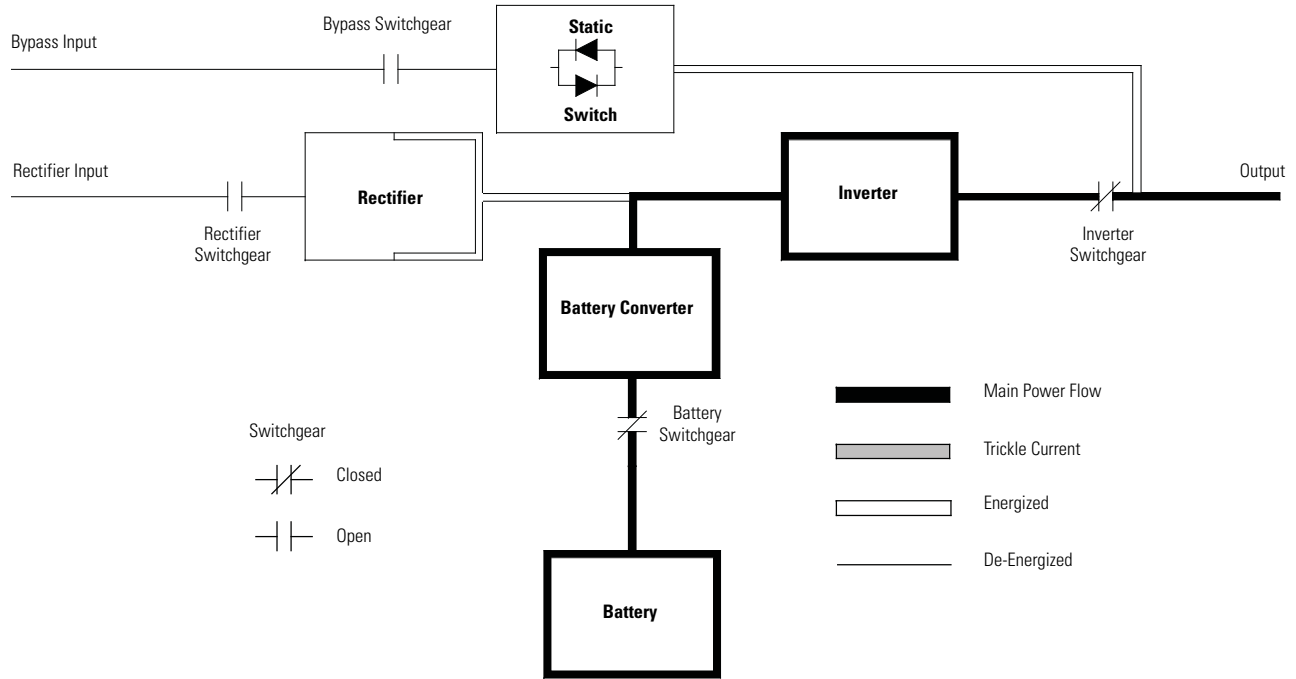 Bypass Input
Bypass Switchgear
Static
Switch
Rectifier Input
Rectifier
Switchgear
Rectifier
Inverter
Inverter
Switchgear
Output
Battery Converter
Battery
Switchgear
Battery
Switchgear
Closed
Open
Main Power Flow
Trickle Current
Energized
De-Energized